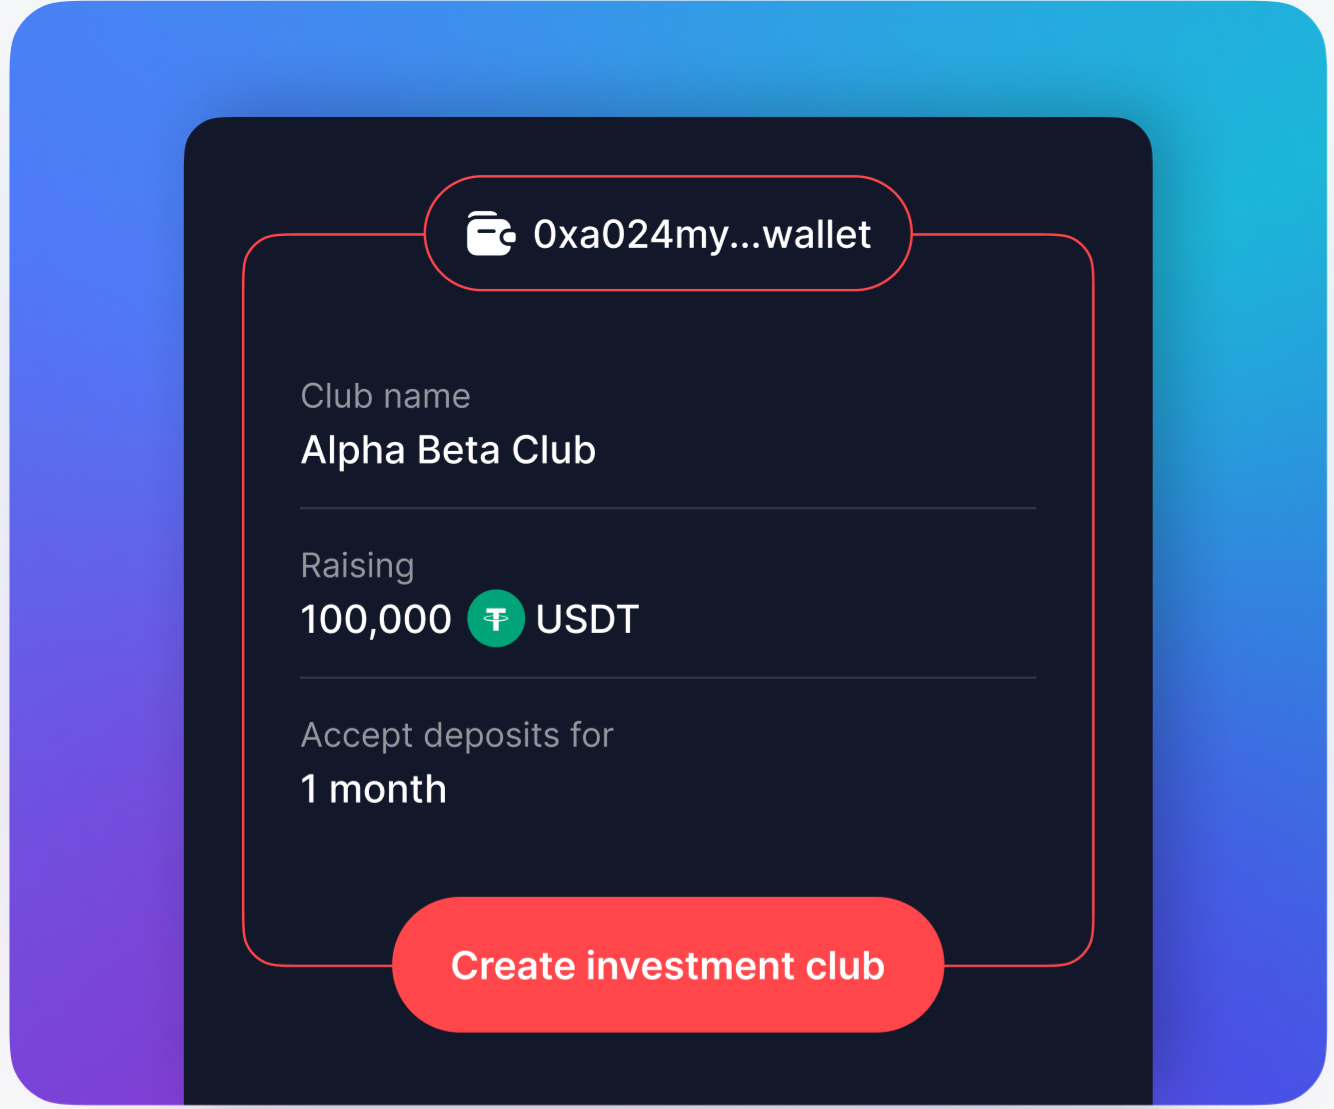 0xa024my...wallet
Club name
Alpha Beta Club
Raising
100,000 USDT
Accept deposits for
1 month
Create investment club